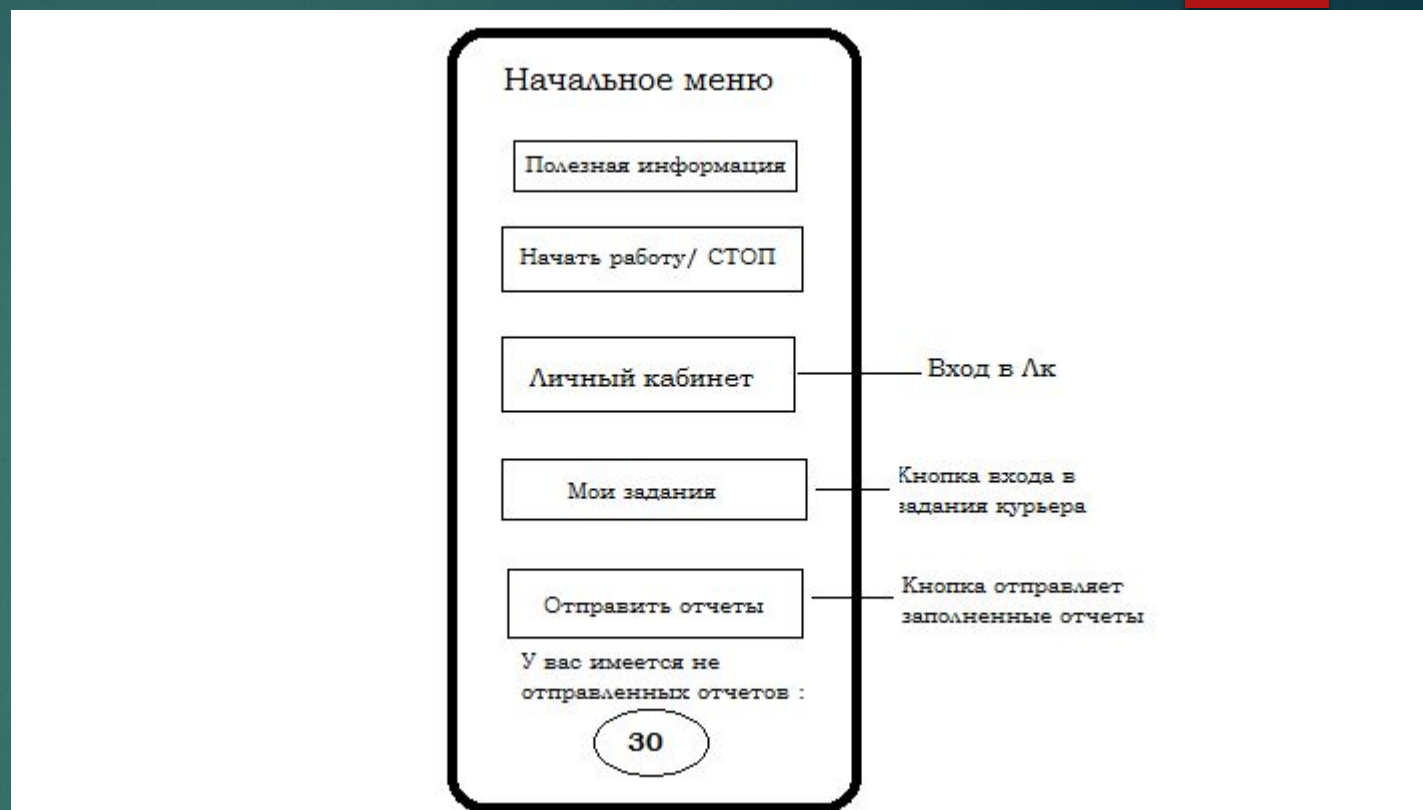 Начальное меню
Полезная информация
Начать работу/ СТОП
Личный кабинет
Вход в Лк
Мои задания
Кнопка входа в
задания курьера
Отправить отчеты
Кнопка отправляет
заполненные отчеты
У вас имеется не
отправленных отчетов :
30